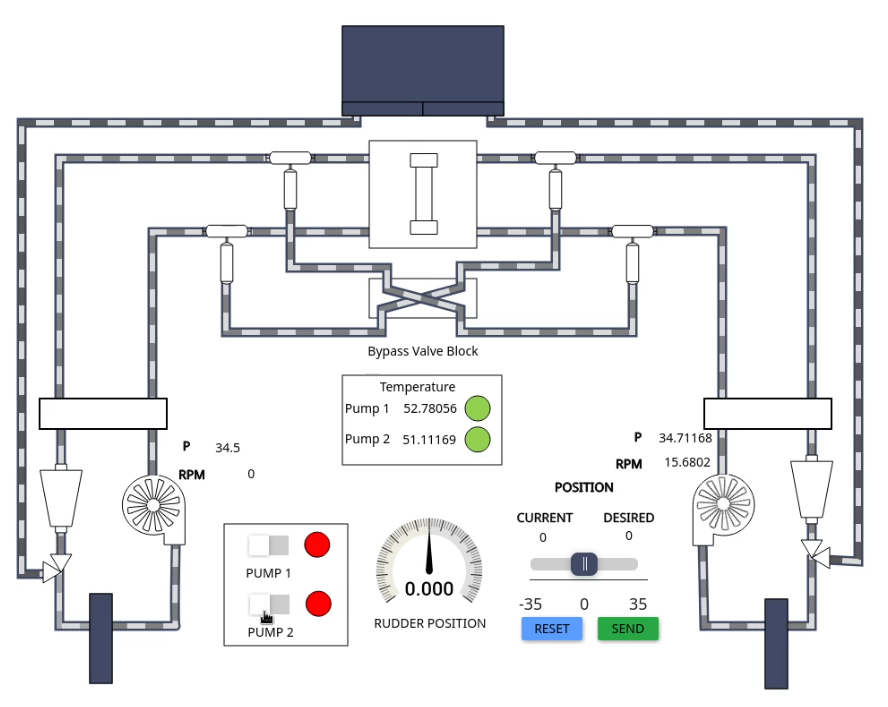 Bypass Valve Block
Temperature
Pump 1 52.78056
Pump 2 51.11169
P 34.5
RPM 0
P 34.71168
RPM 15.6802
POSITION
CURRENT DESIRED
0 0
-35 0 35
RESET SEND
PUMP 1
PUMP 2
0.000
RUDDER POSITION